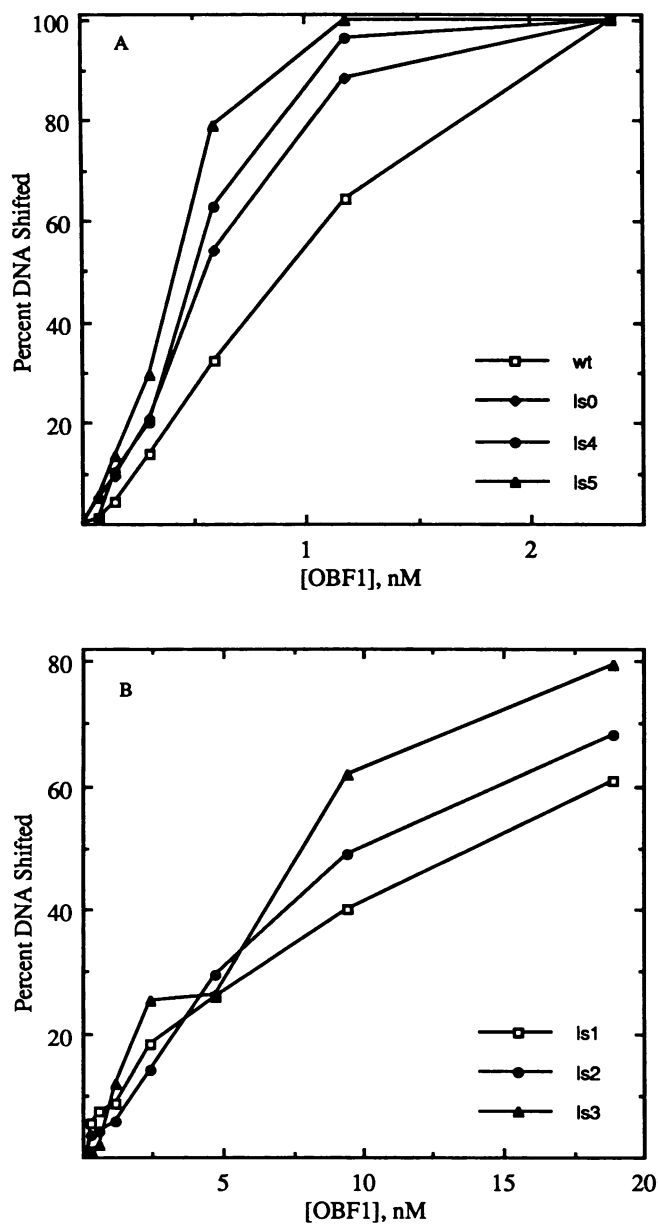 A
100
80
60
40
20
Percent DNA Shifted
wt
ls0
ls4
ls5
1
2
[OBF1], nM
B
80
60
40
20
Percent DNA Shifted
ls1
ls2
ls3
5
10
15
20
[OBF1], nM